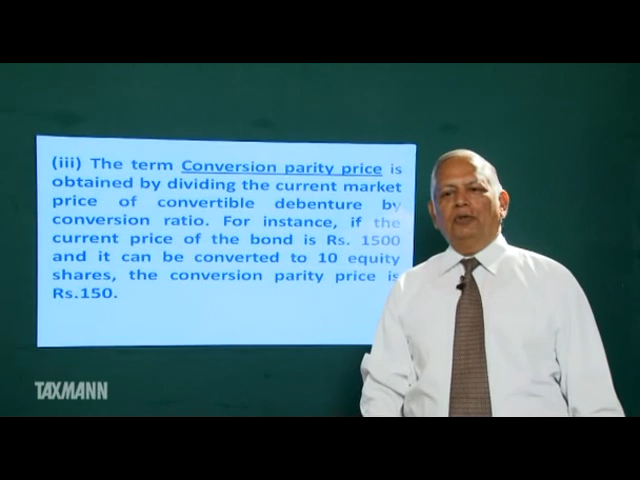 (iii) The term Conversion parity price is
obtained by dividing the current market
price of convertible debenture by
conversion ratio. For instance, if the
current price of the bond is Rs. 1500
and it can be converted to 10 equity
shares, the conversion parity price is
Rs.150.
TAXMANN